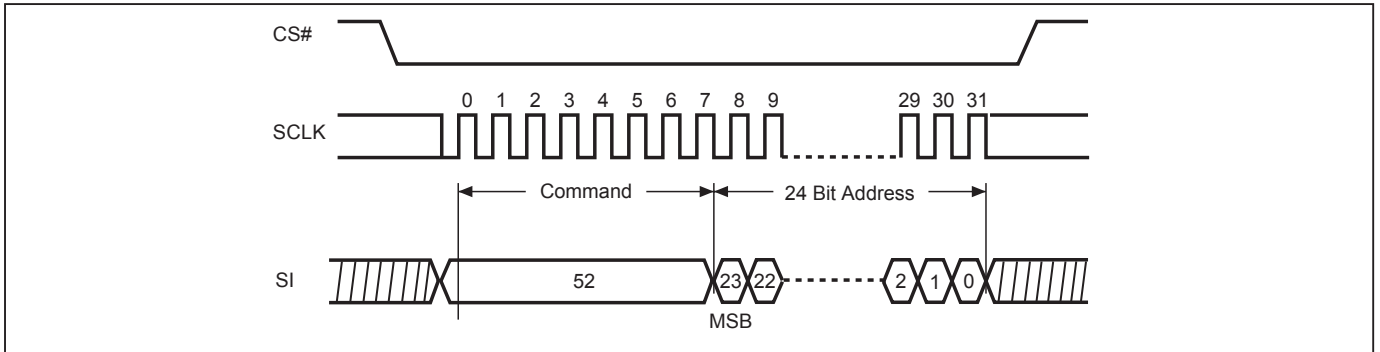 CS#
0 1 2 3 4 5 6 7 8 9 29 30 31
SCLK
Command 24 Bit Address
SI 52 23 22 2 1 0
MSB